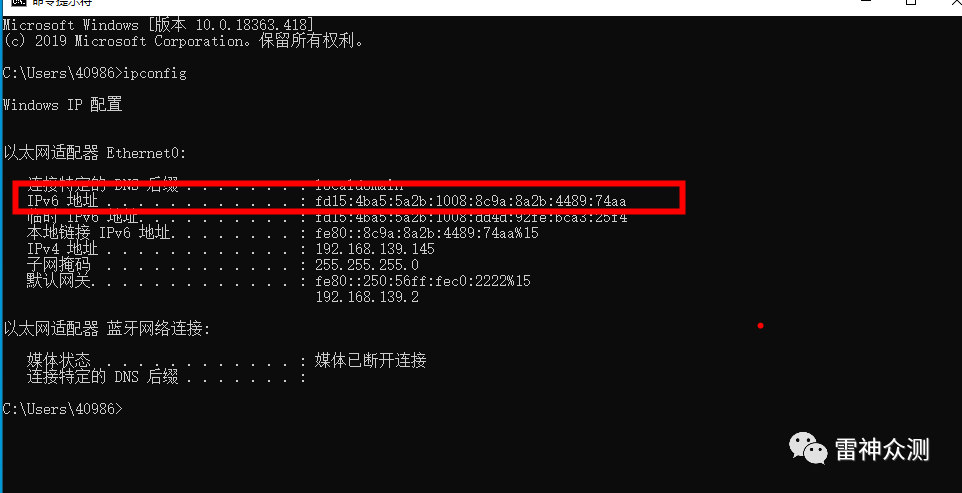 命令提示符
Microsoft Windows [版本 10.0.18363.418]
(c) 2019 Microsoft Corporation。保留所有权利。
C:\Users\40986>ipconfig
Windows IP 配置
以太网适配器 Ethernet0:
连接特定的 DNS 后缀 . . . . . . . : localdomain
IPv6 地址 . . . . . . . . . . . . : fd15:4ba5:5a2b:1008:8c9a:8a2b:4489:74aa
临时 IPv6 地址. . . . . . . . . . : fd15:4ba5:5a2b:1008:dd4d:92fe:bca3:25f4
本地链接 IPv6 地址. . . . . . . . : fe80::8c9a:8a2b:4489:74aa%15
IPv4 地址 . . . . . . . . . . . . : 192.168.139.145
子网掩码  . . . . . . . . . . . . : 255.255.255.0
默认网关. . . . . . . . . . . . . : fe80::250:56ff:fec0:2222%15
192.168.139.2
以太网适配器 蓝牙网络连接:
媒体状态  . . . . . . . . . . . . : 媒体已断开连接
连接特定的 DNS 后缀 . . . . . . . :
C:\Users\40986>
雷神众测